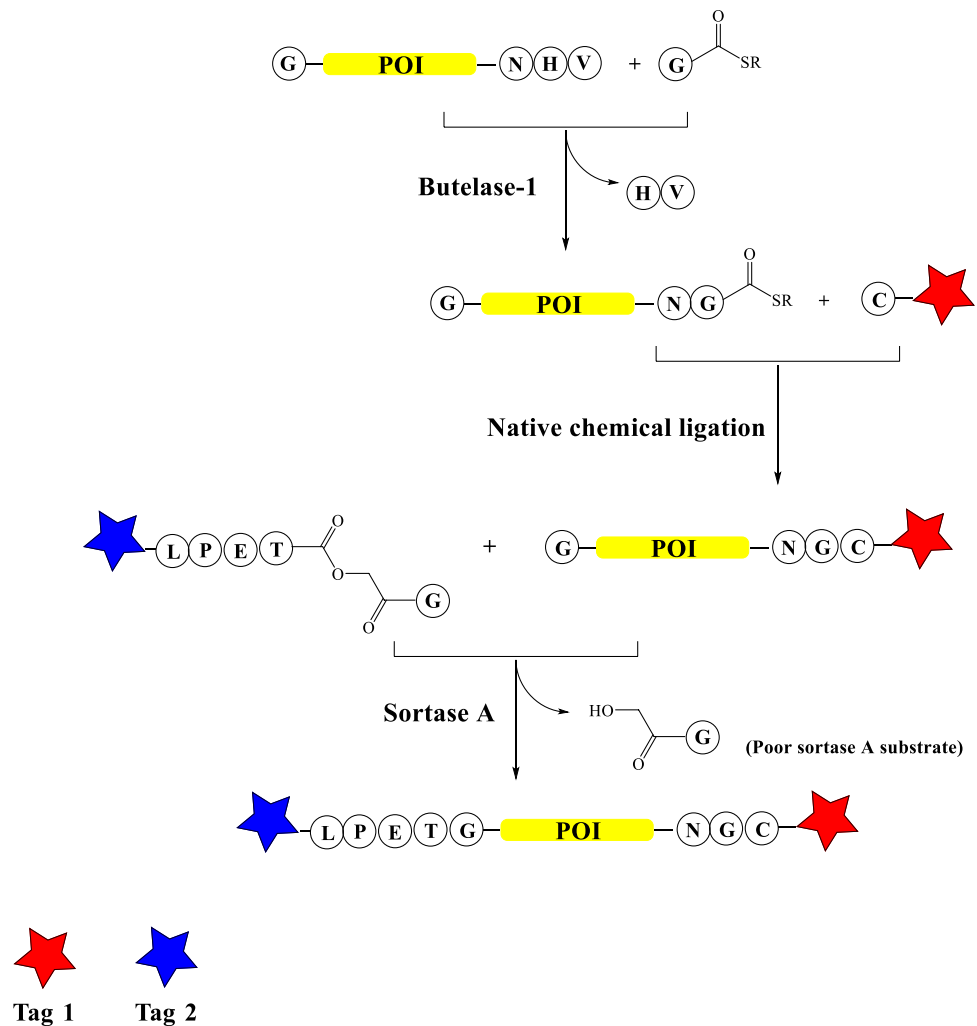 G POI N H V + G O SR
Butelase-1
H V
G POI N G O SR + C
Native chemical ligation
L P E T O O O G + G POI N G C
Sortase A
HO O G (Poor sortase A substrate)
L P E T G POI N G C
Tag 1 Tag 2